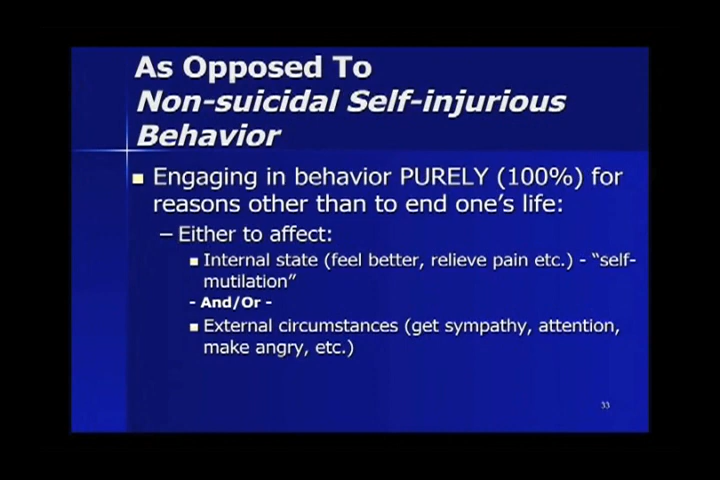 As Opposed To
Non-suicidal Self-injurious
Behavior
Engaging in behavior PURELY (100%) for
reasons other than to end one's life:
– Either to affect:
Internal state (feel better, relieve pain etc.) - “self-
mutilation”
- And/Or -
External circumstances (get sympathy, attention,
make angry, etc.)
33